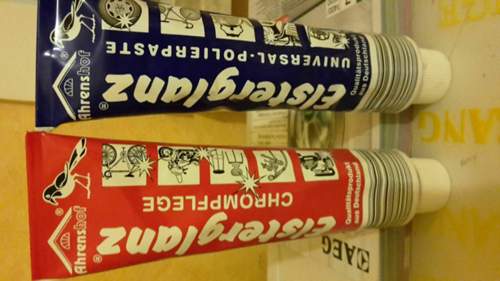 Ahrenshof
Elsterglanz®
UNIVERSAL-POLIERPASTE
Qualitätsprodukt
aus Deutschland
Ahrenshof
Elsterglanz®
CHROMPFLEGE
Qualitätsprodukt
aus Deutschland
AEG